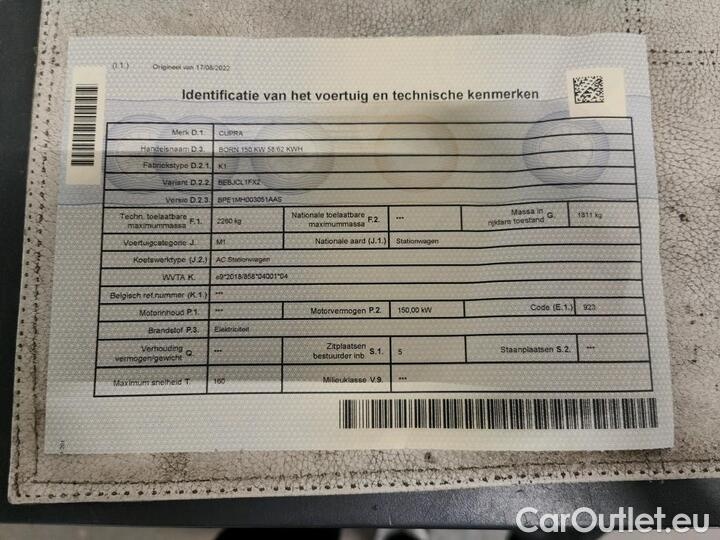 (I.1.) Origineel van 17/08/2022
Identificatie van het voertuig en technische kenmerken
Merk D.1. CUPRA
Handelsnaam D.3. BORN 150 KW 58/62 KWH
Fabriekstype D.2.1. K1
Variant D.2.2. BEBJCL1FX2
Versie D.2.3. BPE1MH003051AAS
Techn. toelaatbare maximummassa F.1. 2260 kg Nationale toelaatbare maximummassa F.2. *** Massa in rijklare toestand G. 1811 kg
Voertuigcategorie J. M1 Nationale aard (J.1.) Stationwagen
Koetswerktype (J.2.) AC Stationwagen
WVTA K. e9*2018/858*04001*04
Belgisch ref.nummer (K.1.) ***
Motorinhoud P.1. *** Motorvermogen P.2. 150,00 kW Code (E.1.) 923
Brandstof P.3. Elektriciteit
Verhouding vermogen/gewicht Q. *** Zitplaatsen bestuurder inb S.1. 5 Staanplaatsen S.2. ***
Maximum snelheid T. 160 Milieuklasse V.9. ***
CarOutlet.eu